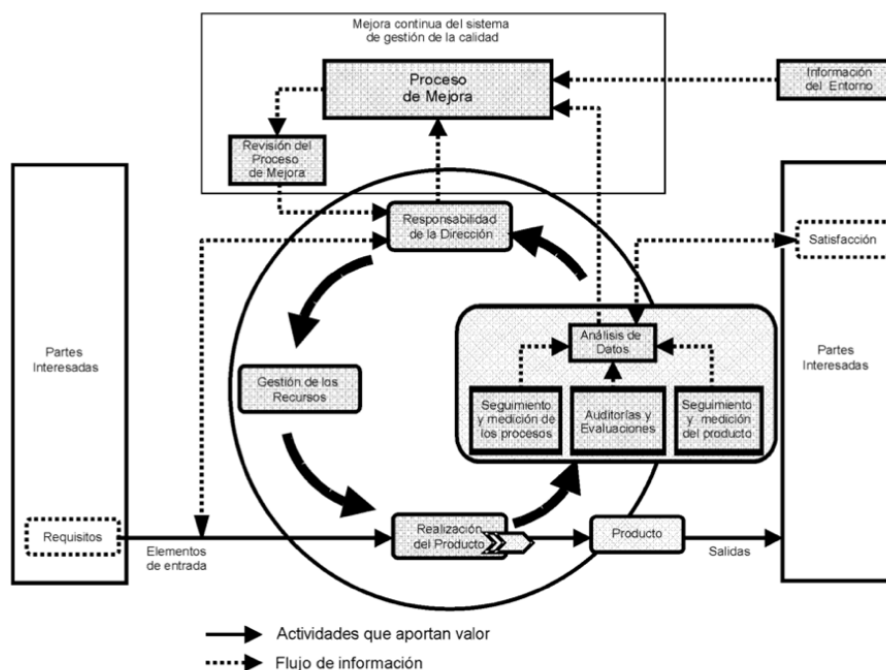 Mejora continua del sistema
de gestión de la calidad
Proceso
de Mejora
Información
del Entorno
Revisión del
Proceso
de Mejora
Responsabilidad
de la Dirección
Satisfacción
Partes
Interesadas
Análisis de
Datos
Partes
Interesadas
Gestión de los
Recursos
Seguimiento
y medición de
los procesos
Auditorías y
Evaluaciones
Seguimiento
y medición
del producto
Requisitos
Elementos
de entrada
Realización
del Producto
Producto
Salidas
Actividades que aportan valor
Flujo de información